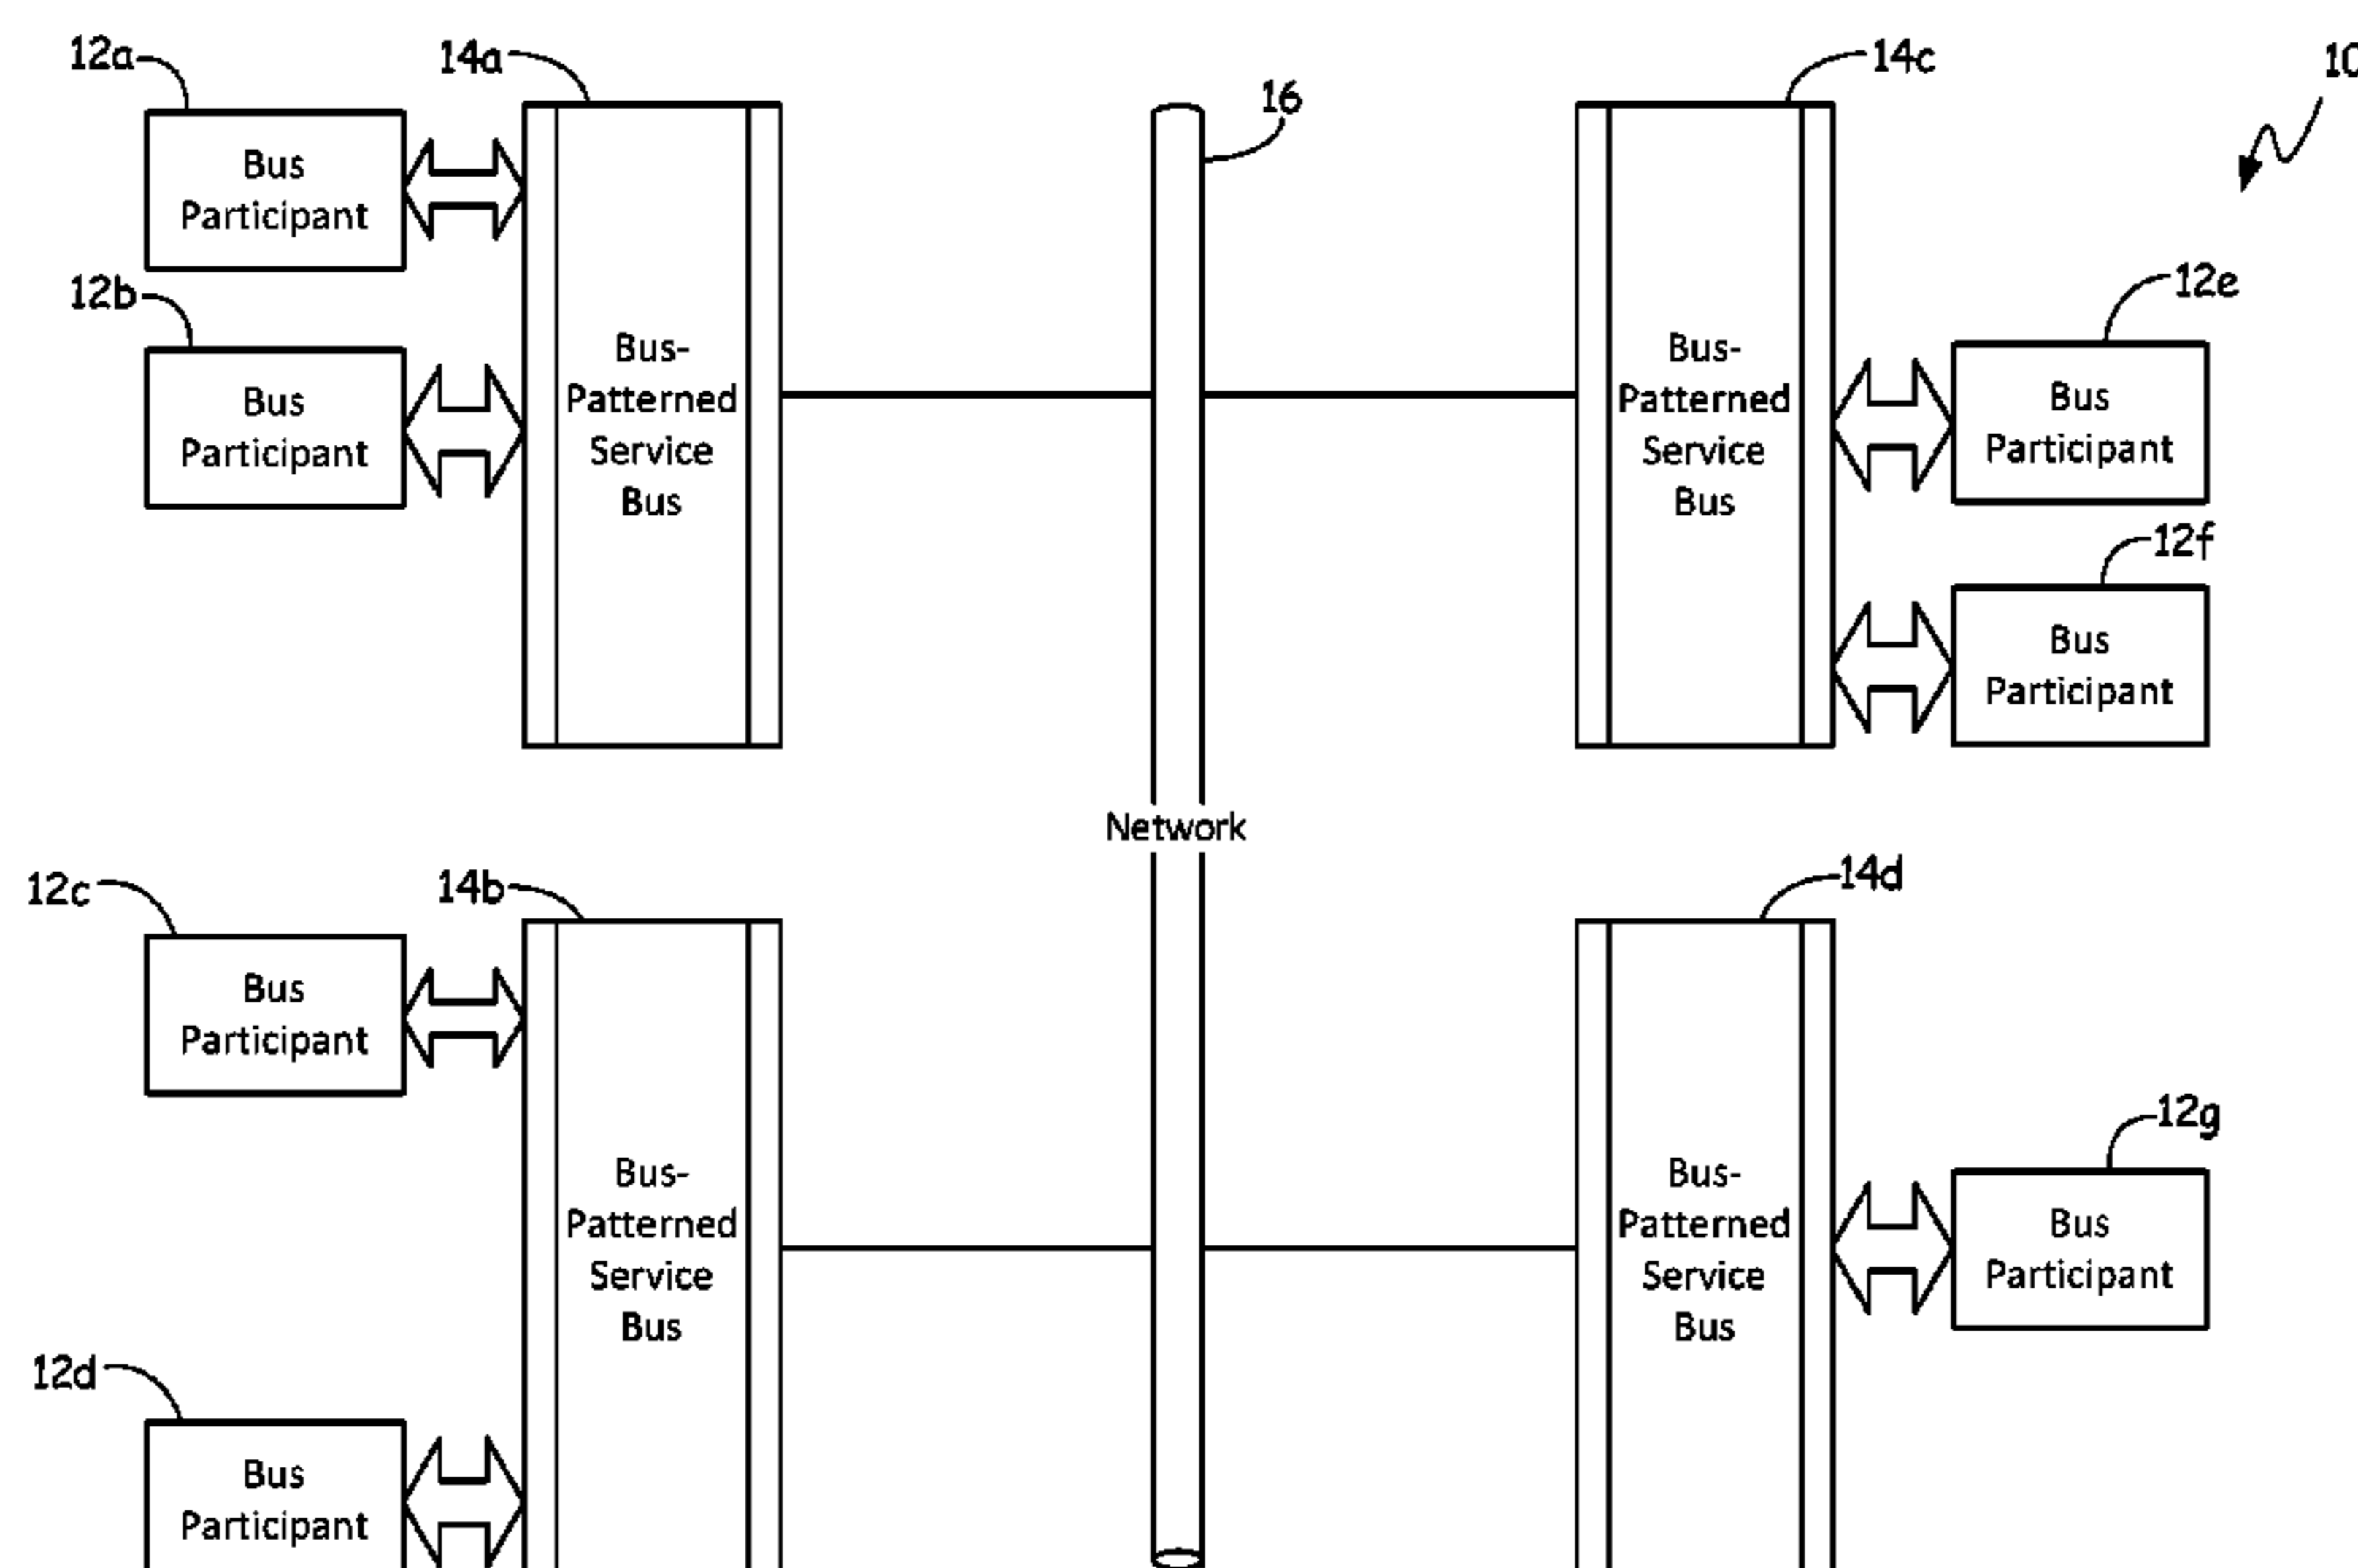 12a
14a
14c
10
16
Bus
Participant
12b
12e
Bus-
Patterned
Service
Bus
Bus-
Patterned
Service
Bus
Bus
Participant
Bus
Participant
12f
Bus
Participant
Network
12c
14b
14d
Bus
Participant
12g
Bus-
Patterned
Service
Bus
Bus-
Patterned
Service
Bus
Bus
Participant
12d
Bus
Participant